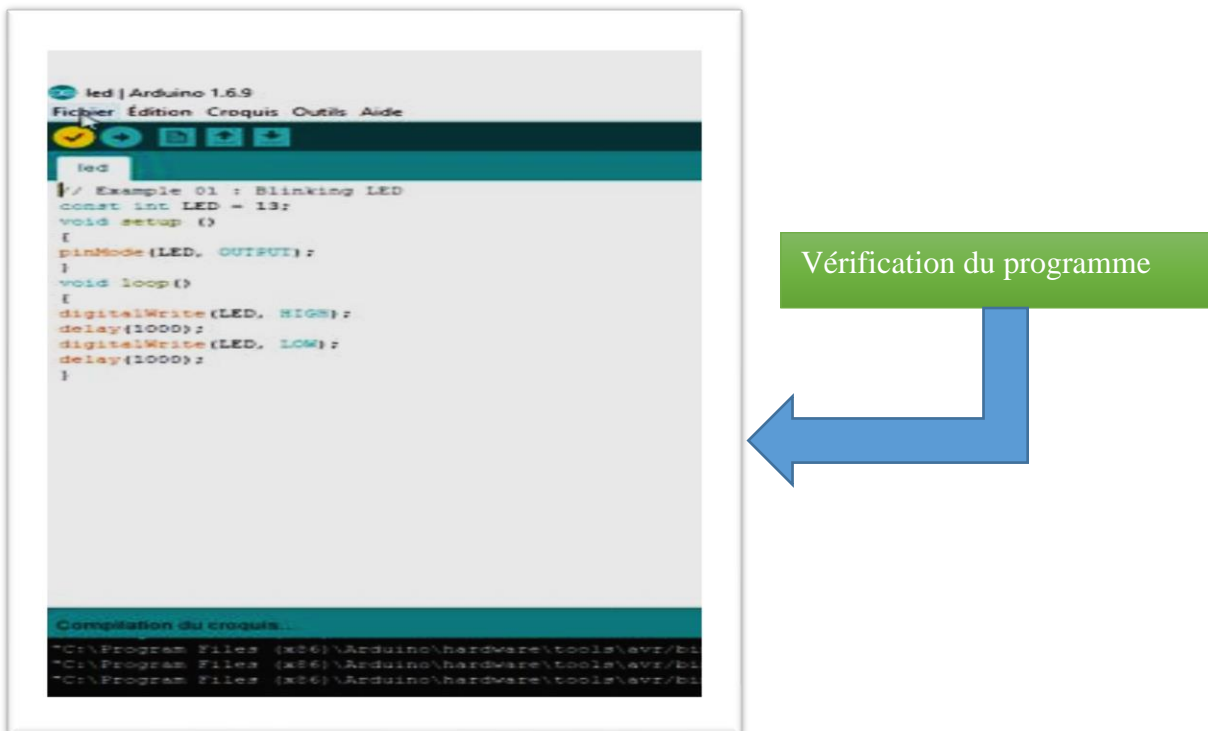 led | Arduino 1.6.9
Fichier Édition Croquis Outils Aide
led
// Example 01 : Blinking LED
const int LED = 13;
void setup ()
{
pinMode(LED, OUTPUT);
}
void loop()
{
digitalWrite(LED, HIGH);
delay(1000);
digitalWrite(LED, LOW);
delay(1000);
}
Vérification du programme
Compilation du croquis...
"C:\Program Files (x86)\Arduino\hardware\tools\avr/bi
"C:\Program Files (x86)\Arduino\hardware\tools\avr/bi
"C:\Program Files (x86)\Arduino\hardware\tools\avr/bi